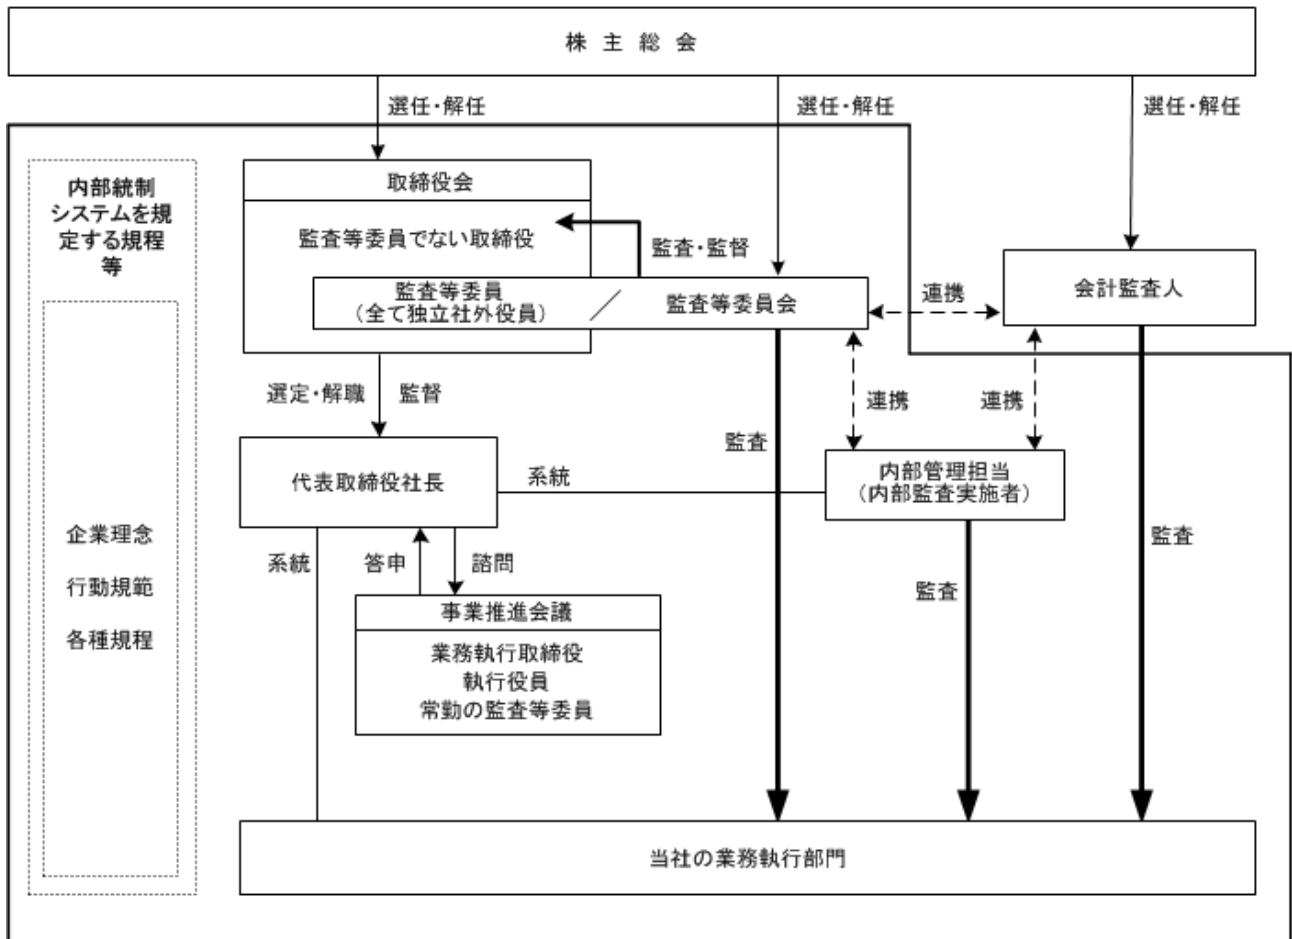 株 主 総 会
選任・解任
選任・解任
選任・解任
内部統制
システムを規
定する規程
等
企業理念
行動規範
各種規程
取締役会
監査等委員でない取締役
監査・監督
監査等委員
（全て独立社外役員）
／
監査等委員会
連携
会計監査人
選定・解職
監督
連携
連携
監査
代表取締役社長
系統
内部管理担当
（内部監査実施者）
系統
答申
諮問
監査
監査
事業推進会議
業務執行取締役
執行役員
常勤の監査等委員
当社の業務執行部門